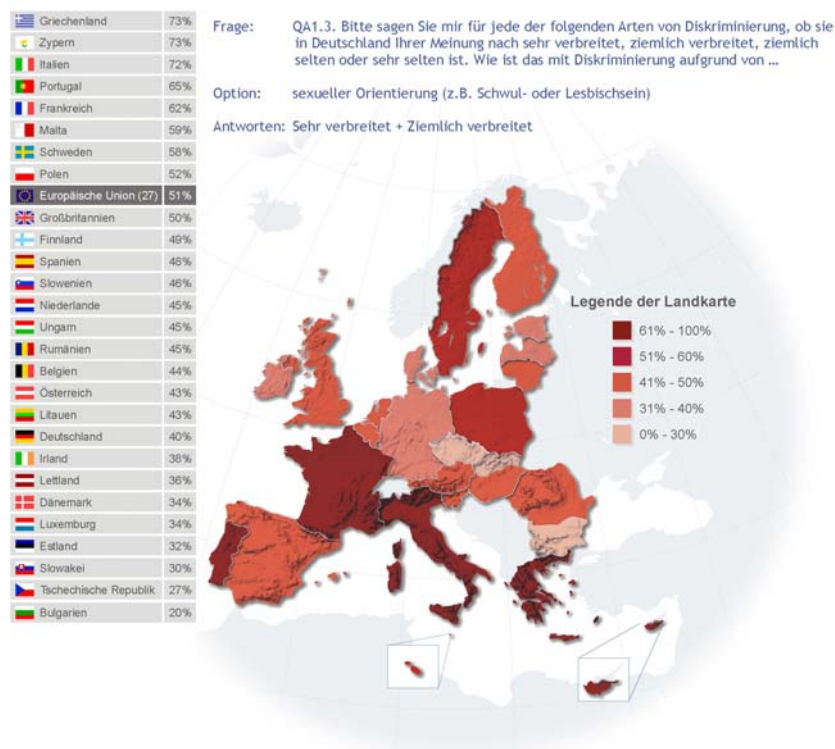 Griechenland 73%
Zypern 73%
Italien 72%
Portugal 65%
Frankreich 62%
Malta 59%
Schweden 58%
Polen 52%
Europäische Union (27) 51%
Großbritannien 50%
Finnland 49%
Spanien 48%
Slowenien 46%
Niederlande 45%
Ungarn 45%
Rumänien 45%
Belgien 44%
Österreich 43%
Litauen 43%
Deutschland 40%
Irland 38%
Lettland 36%
Dänemark 34%
Luxemburg 34%
Estland 32%
Slowakei 30%
Tschechische Republik 27%
Bulgarien 20%
Frage: QA1.3. Bitte sagen Sie mir für jede der folgenden Arten von Diskriminierung, ob sie
in Deutschland Ihrer Meinung nach sehr verbreitet, ziemlich verbreitet, ziemlich
selten oder sehr selten ist. Wie ist das mit Diskriminierung aufgrund von ...
Option: sexueller Orientierung (z.B. Schwul- oder Lesbischsein)
Antworten: Sehr verbreitet + Ziemlich verbreitet
Legende der Landkarte
61% - 100%
51% - 60%
41% - 50%
31% - 40%
0% - 30%